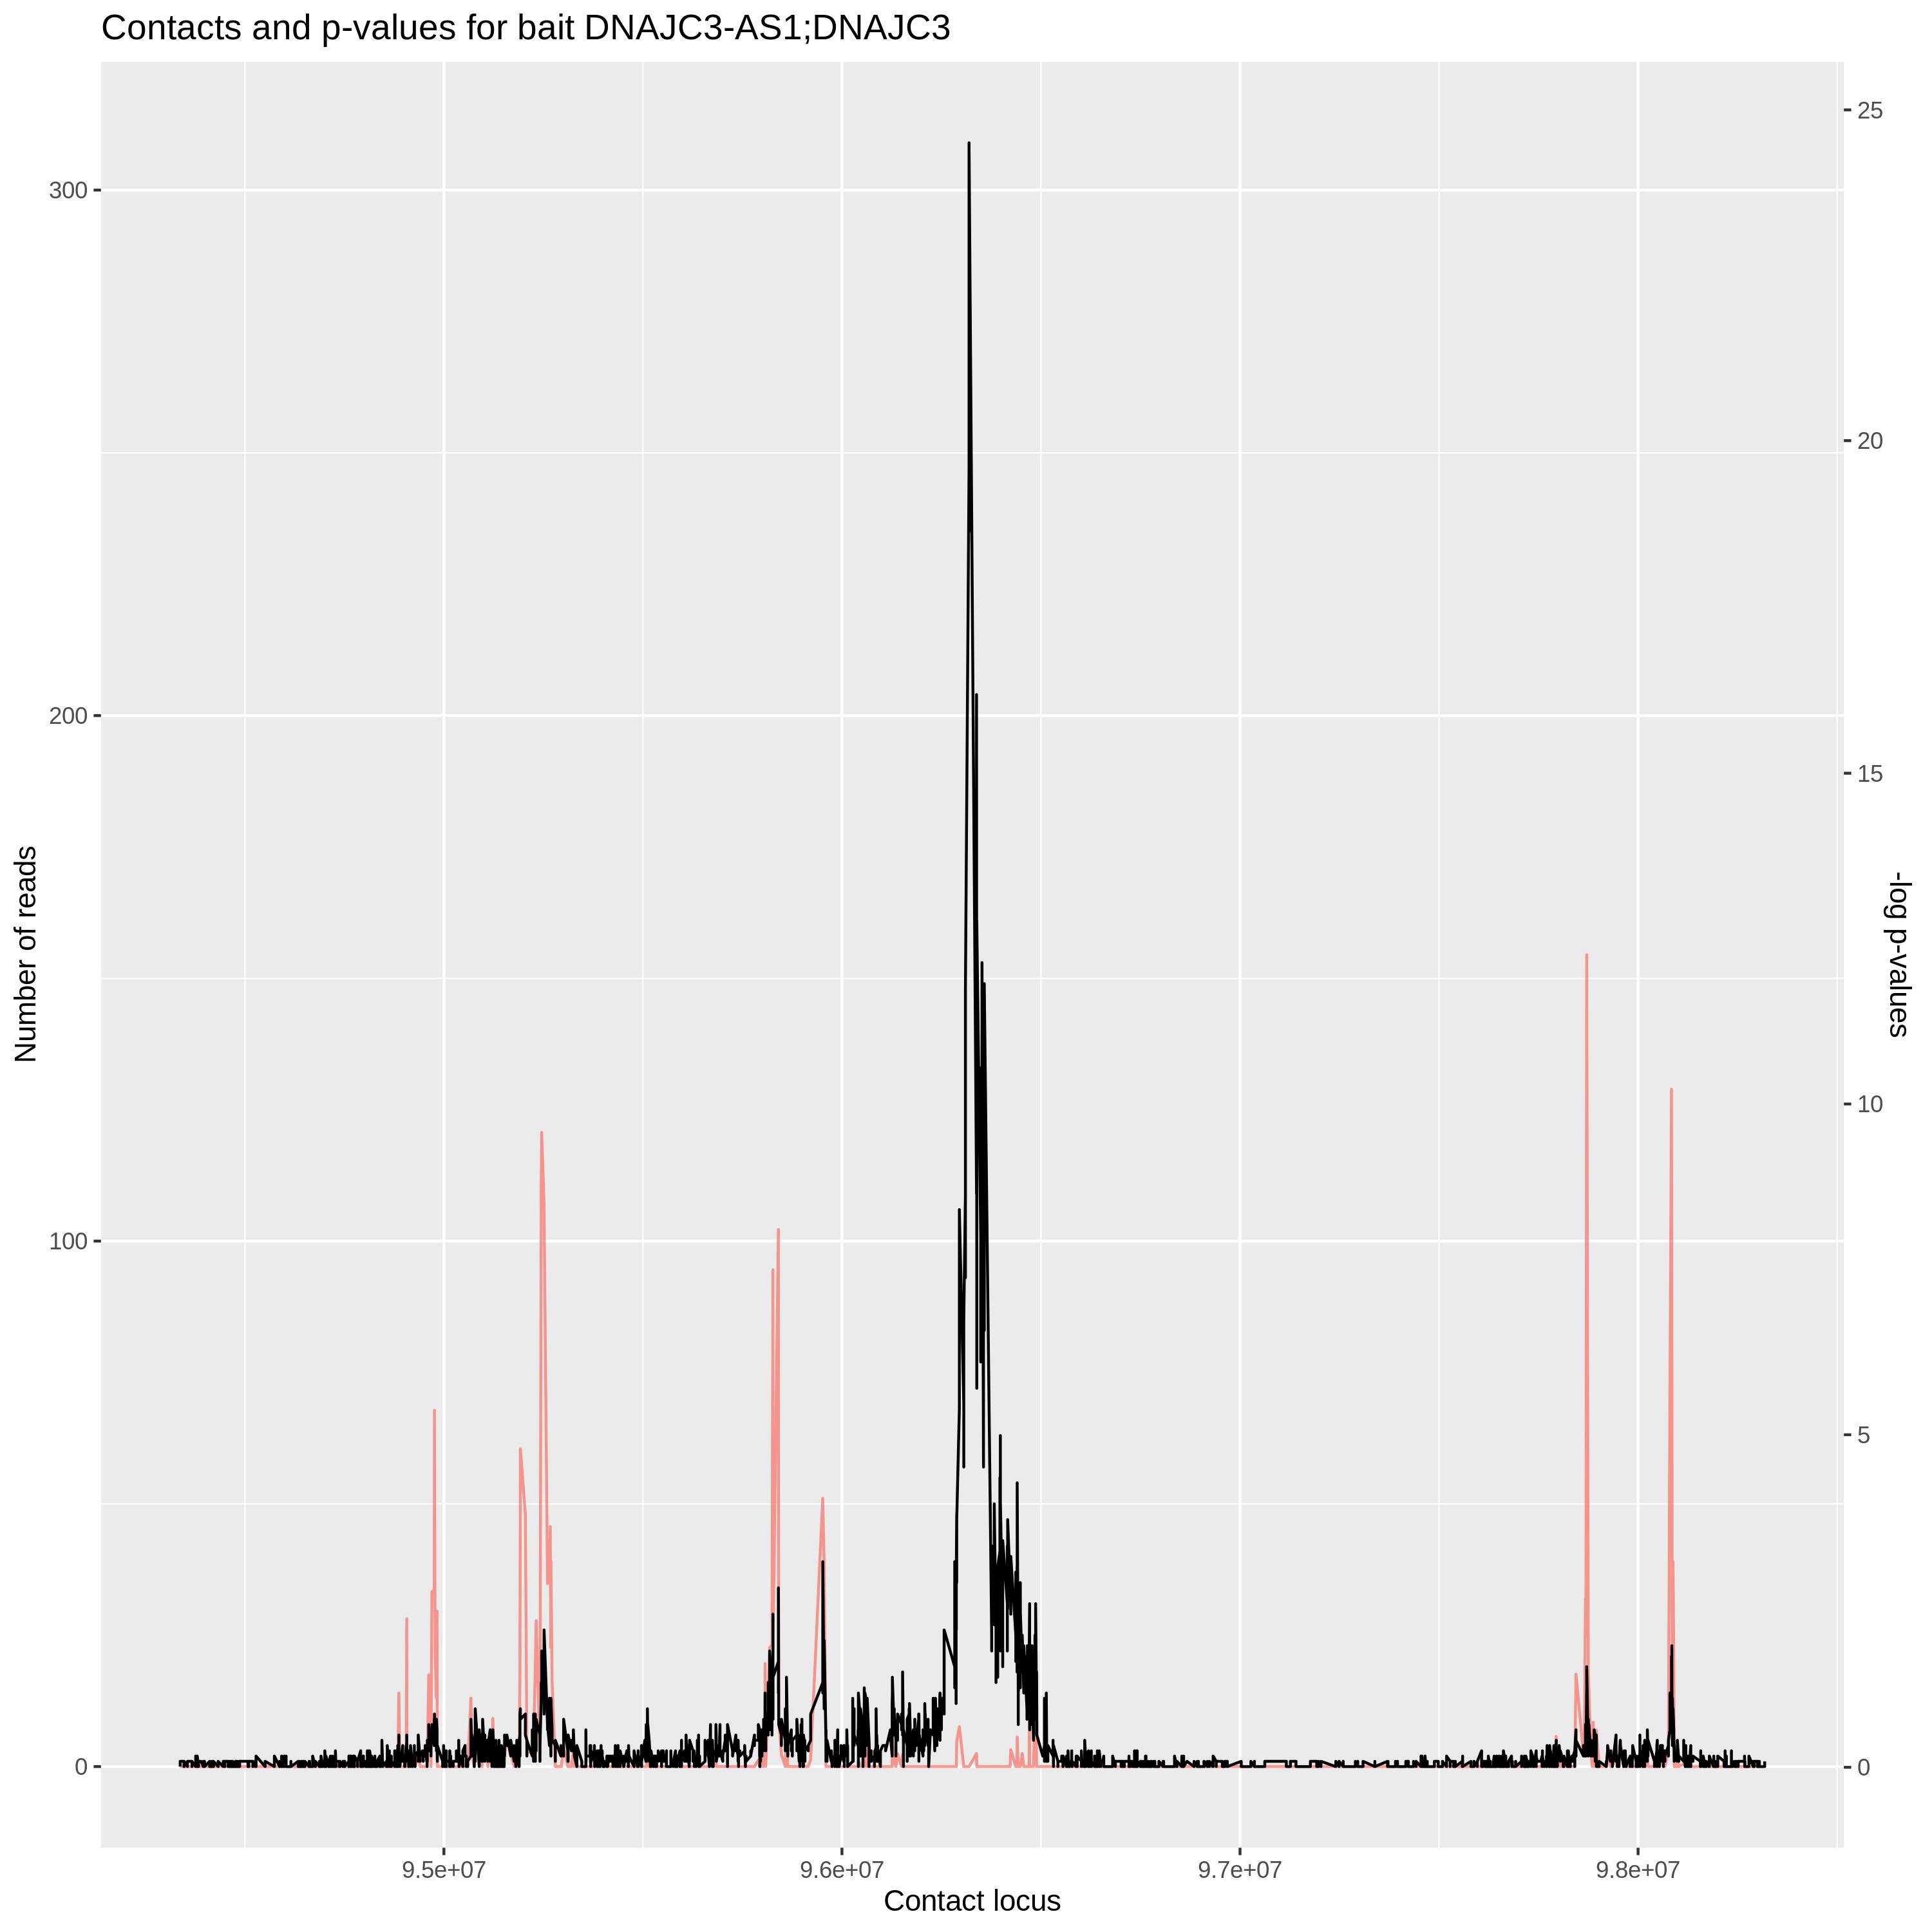 Contacts and p-values for bait DNAJC3-AS1;DNAJC3
300
200
100
0
Number of reads
25
20
15
10
5
0
-log p-values
9.5e+07
9.6e+07
9.7e+07
9.8e+07
Contact locus